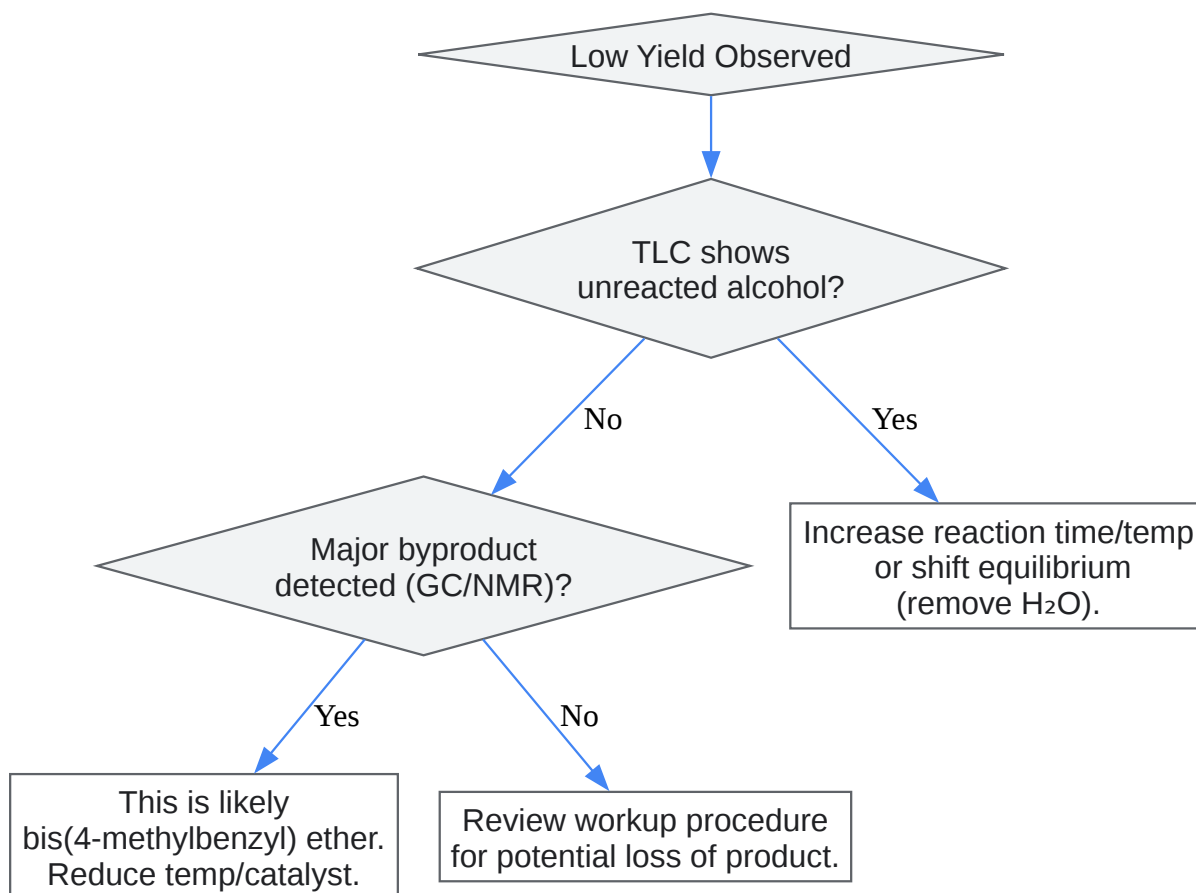 Low Yield Observed
TLC shows
unreacted alcohol?
No
Yes
Major byproduct
detected (GC/NMR)?
Increase reaction time/temp
or shift equilibrium
(remove H₂O).
Yes
No
This is likely
bis(4-methylbenzyl) ether.
Reduce temp/catalyst.
Review workup procedure
for potential loss of product.